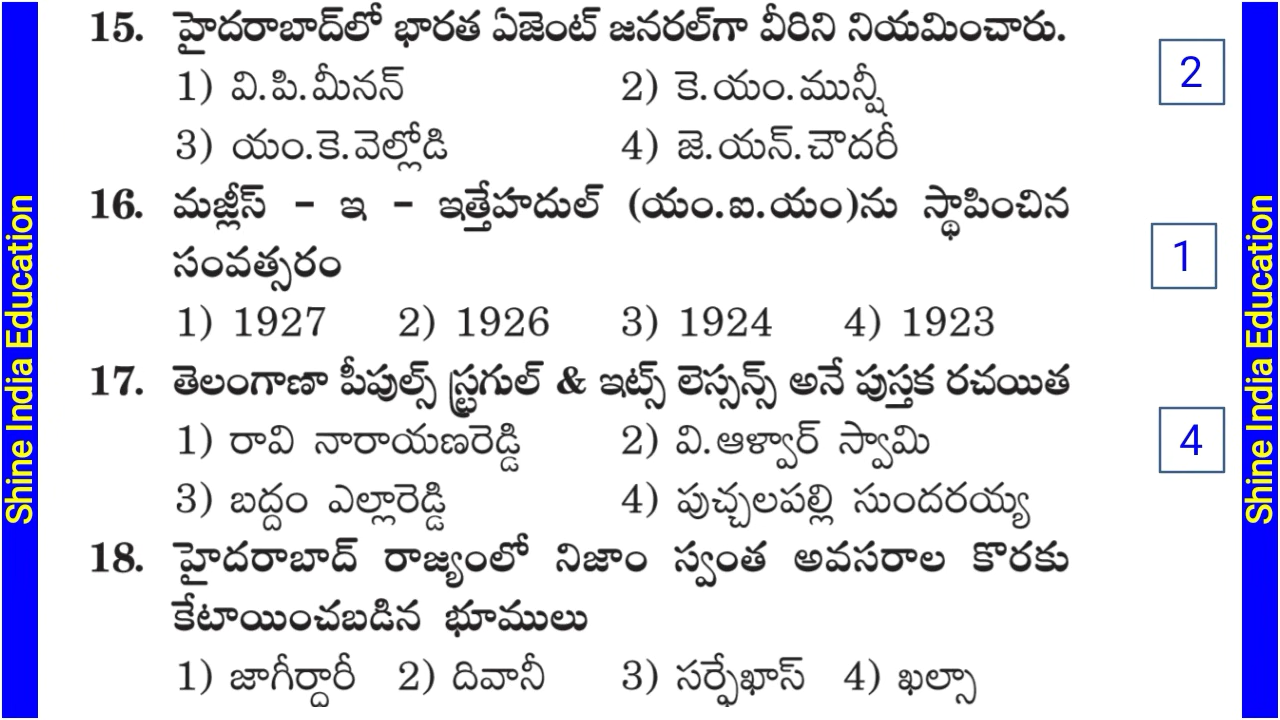 Shine India Education
15. హైదరాబాద్‌లో భారత ఏజెంట్ జనరల్‌గా వీరిని నియమించారు.
1) వి.పి.మీనన్ 2) కె.యం.మున్షీ
2
3) యం.కె.వెల్లోడి 4) జె.యన్.చౌదరీ
16. మజ్లీస్ - ఇ - ఇత్తేహదుల్ (యం.ఐ.యం)ను స్థాపించిన
సంవత్సరం
1
1) 1927 2) 1926 3) 1924 4) 1923
17. తెలంగాణా పీపుల్స్ స్ట్రగుల్ & ఇట్స్ లెస్సన్స్ అనే పుస్తక రచయిత
1) రావి నారాయణరెడ్డి 2) వి.ఆళ్వార్ స్వామి
4
3) బద్దం ఎల్లారెడ్డి 4) పుచ్చలపల్లి సుందరయ్య
18. హైదరాబాద్ రాజ్యంలో నిజాం స్వంత అవసరాల కొరకు
కేటాయించబడిన భూములు
1) జాగీర్దారీ 2) దివానీ 3) సర్ఫేఖాస్ 4) ఖల్సా
Shine India Education